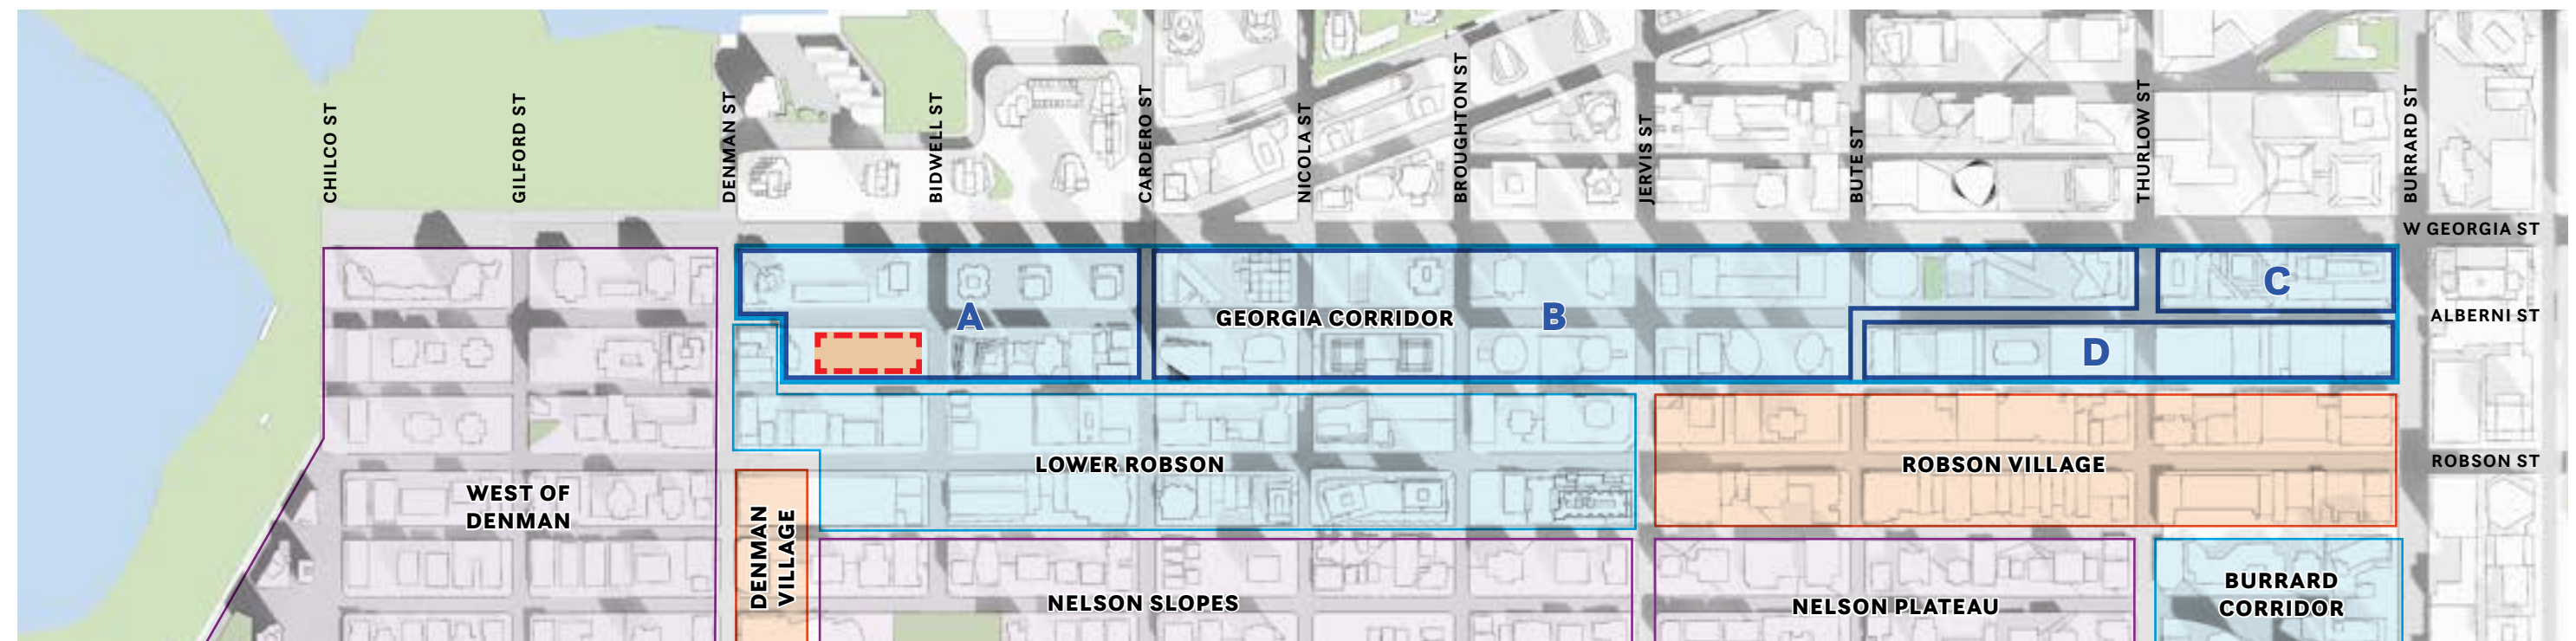 CHILCO ST
GILFORD ST
DENMAN ST
BIDWELL ST
CARDERO ST
NICOLA ST
BROUGHTON ST
JERVIS ST
BUTE ST
THURLOW ST
BURRARD ST
W GEORGIA ST
C
ALBERNI ST
A
GEORGIA CORRIDOR
B
D
ROBSON ST
LOWER ROBSON
ROBSON VILLAGE
WEST OF
DENMAN
DENMAN
VILLAGE
NELSON SLOPES
NELSON PLATEAU
BURRARD
CORRIDOR